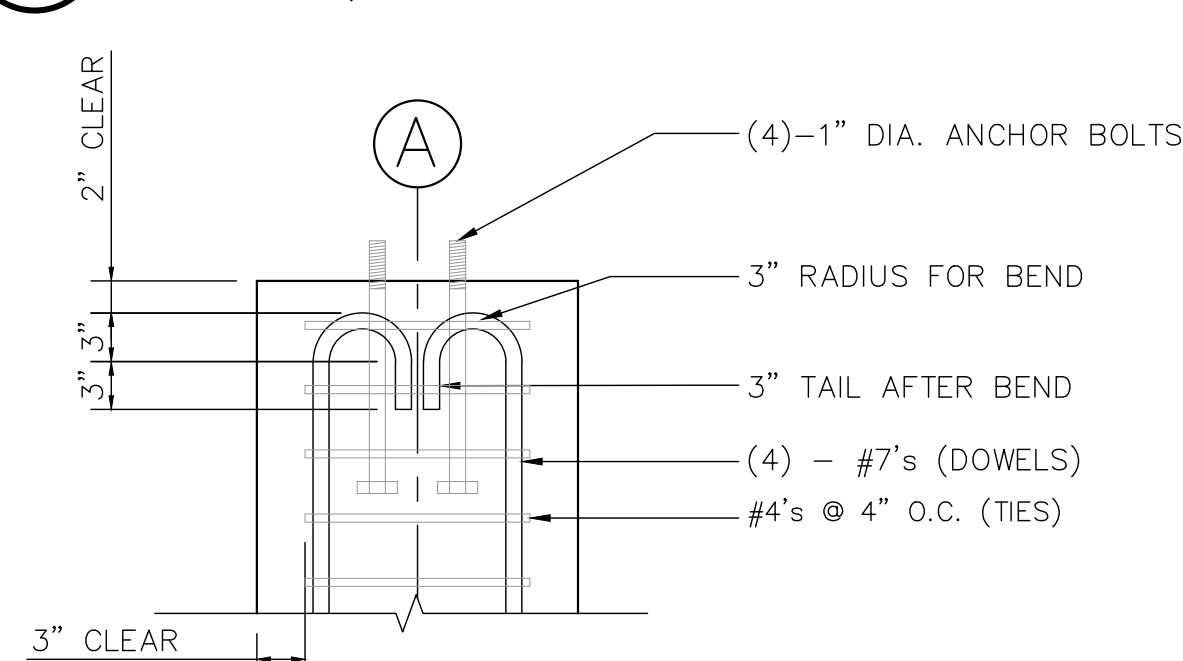 2" CLEAR
A
(4)-1" DIA. ANCHOR BOLTS
3" RADIUS FOR BEND
3"
3"
3" TAIL AFTER BEND
(4) - #7's (DOWELS)
#4's @ 4" O.C. (TIES)
3" CLEAR